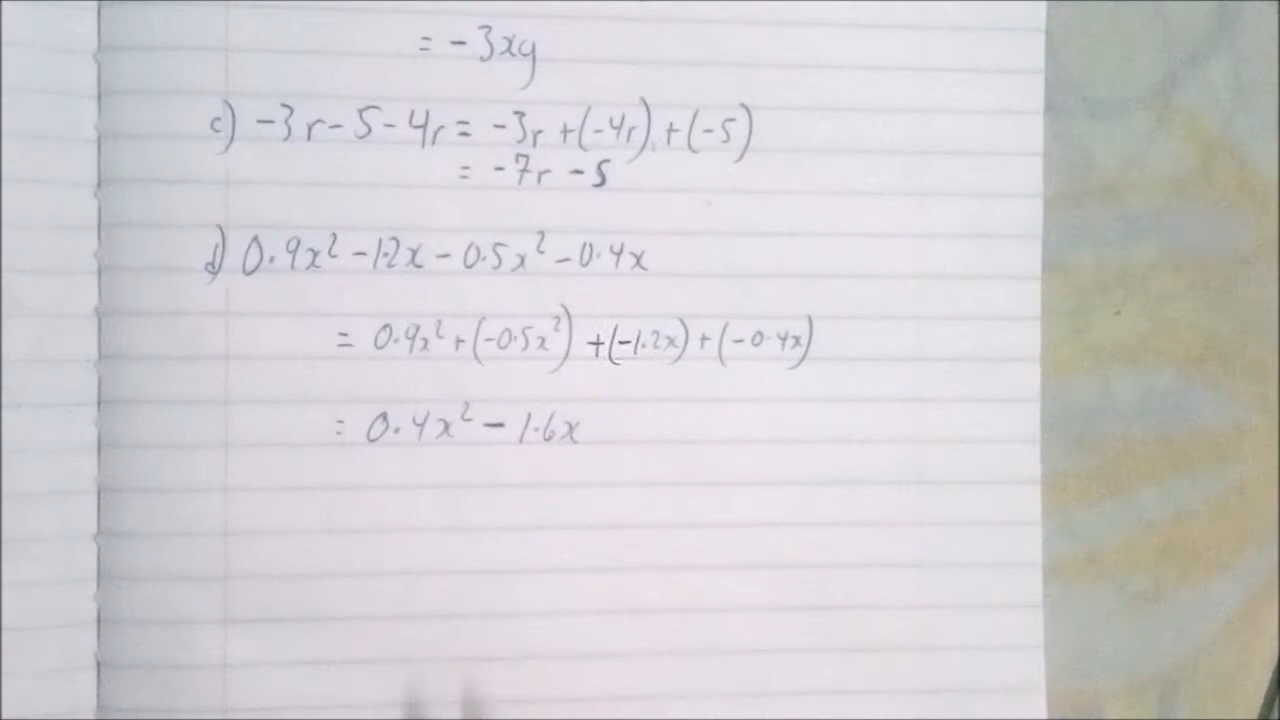 = -3xy
c) -3r - 5 - 4r = -3r + (-4r) + (-5)
= -7r - 5
d) 0.9x² - 1.2x - 0.5x² - 0.4x
= 0.9x² + (-0.5x²) + (-1.2x) + (-0.4x)
= 0.4x² - 1.6x